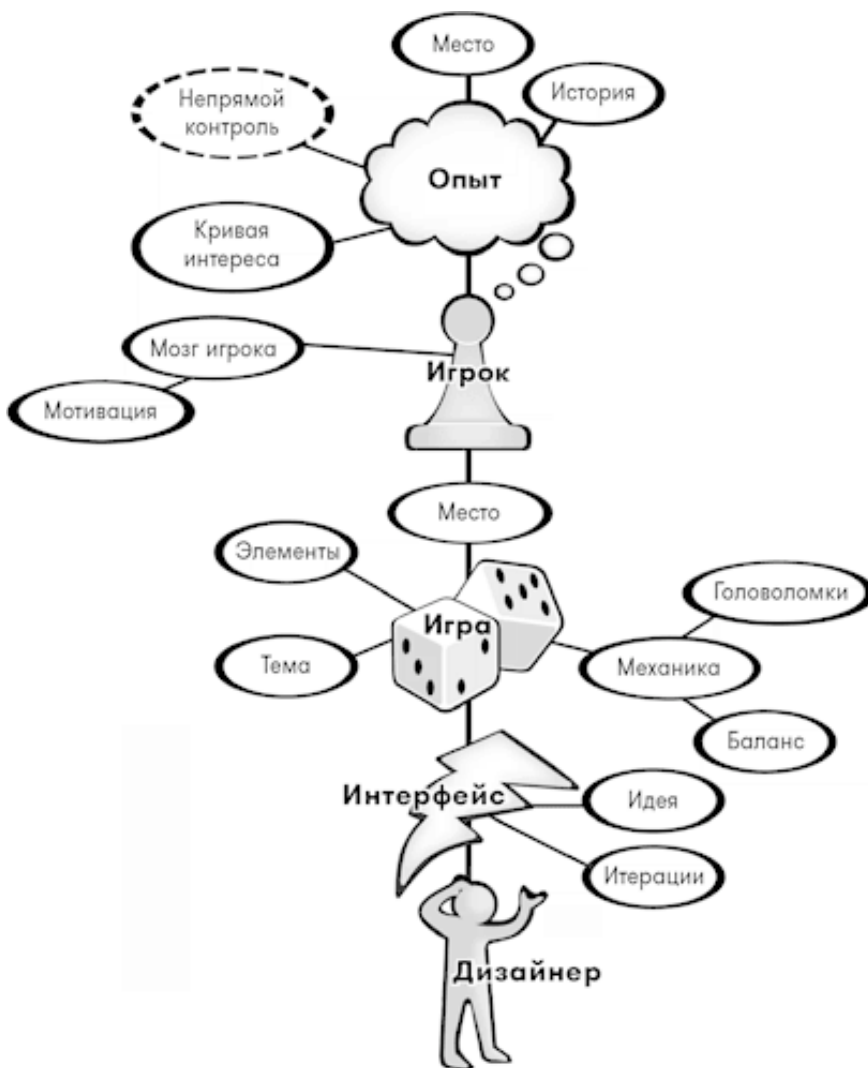 Место
История
Непрямой
контроль
Опыт
Кривая
интереса
Мозг игрока
Игрок
Мотивация
Место
Элементы
Головоломки
Игра
Тема
Механика
Баланс
Интерфейс
Идея
Итерации
Дизайнер